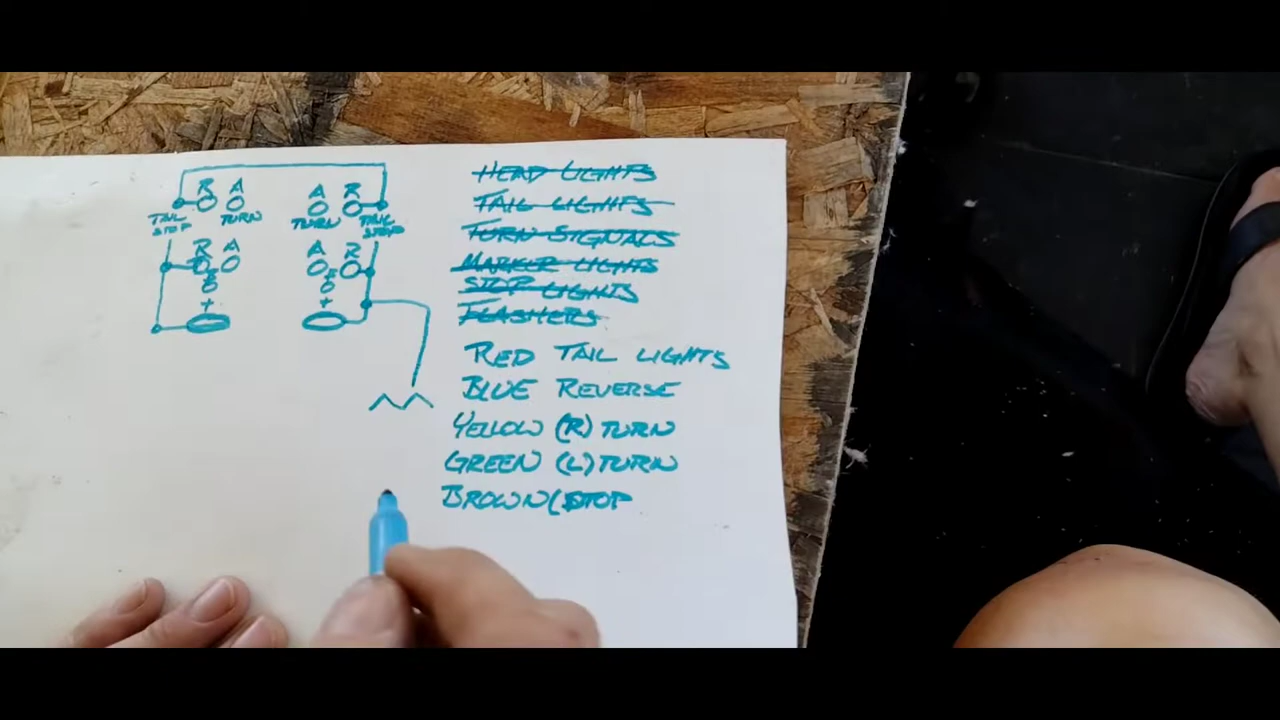 R A A R
TAIL TURN TURN TAIL
STOP STOP
R A A R
+ +
HEAD LIGHTS
TAIL LIGHTS
TURN SIGNALS
MARKER LIGHTS
STOP LIGHTS
FLASHERS
RED TAIL LIGHTS
BLUE REVERSE
YELLOW (R) TURN
GREEN (L) TURN
BROWN (STOP